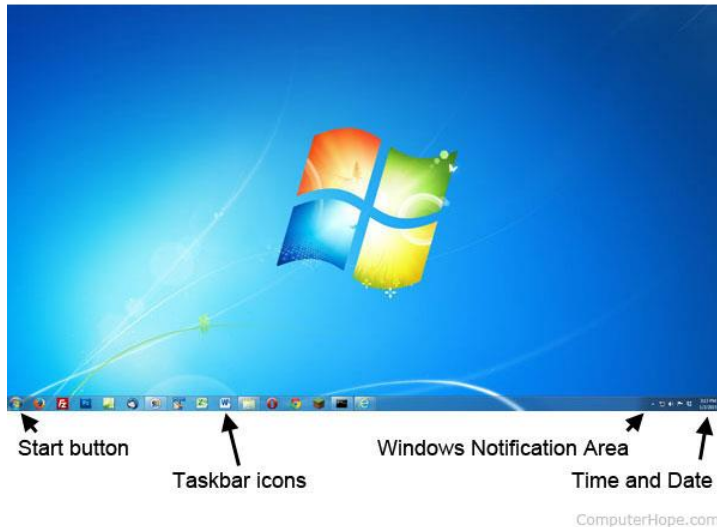 Start button
Windows Notification Area
Taskbar icons
Time and Date
ComputerHope.com